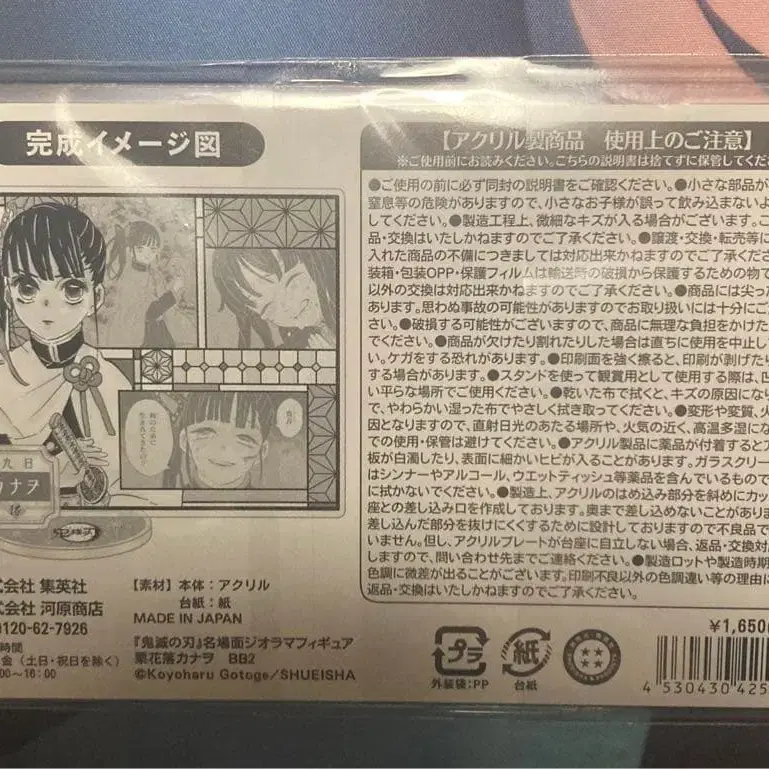 完成イメージ図
九日
カナヲ
式会社 集英社
式会社 河原商店
0120-62-7926
時間
金（土・日・祝日を除く）
00～16:00
【素材】本体：アクリル
台紙：紙
MADE IN JAPAN
『鬼滅の刃』名場面ジオラマフィギュア
栗花落カナヲ BB2
©Koyoharu Gotoge/SHUEISHA
【アクリル製商品 使用上のご注意】
※ご使用前にお読みください。こちらの説明書は捨てずに保管してくだ
●ご使用の前に必ず同封の説明書をご確認ください。●小さな部品が
窒息等の危険がありますので、小さなお子様が誤って飲み込まないよ
してください。●製造工程上、微細なキズが入る場合がございます。こ
品・交換はいたしかねますのでご了承ください。●譲渡・交換・転売等に
入れた商品の不備につきましては対応出来かねますのでご了承くださ
装箱・包装OPP・保護フィルムは輸送時の破損から保護するための物で
以外の交換は対応出来かねますのでご了承ください。●商品には尖った
あります。思わぬ事故の可能性がありますのでお取り扱いには十分にご
い。●破損する可能性がございますので、商品に無理な負担をかけた
でください。●商品が欠けたり割れたりした場合は直ちに使用を中止し
い。ケガをする恐れがあります。●印刷面を強く擦ると、印刷が剥げたり
する場合があります。●スタンドを使って観賞用として使用する際は、凹
い平らな場所でご使用ください。●乾いた布で拭くと、キズの原因になり
で、やわらかい湿った布でやさしく拭き取ってください。●変形や変質、火
因となりますので、直射日光のあたる場所や、火気の近く、高温多湿にな
での使用・保管は避けてください。●アクリル製品に薬品が付着するとア
板が白濁したり、表面に細かいヒビが入ることがあります。ガラスクリー
はシンナーやアルコール、ウエットティッシュ等薬品を含んでいるもので
に拭かないでください。●製造上、アクリルのはめ込み部分を斜めにカッ
座との差し込み口を作成しております。奥まで差し込めないことがありま
差し込んだ部分を抜けにくくするために設計しておりますので不良品で
いません。但し、アクリルプレートが台座に自立しない場合、返品・交換対
しますので、問い合わせ先までご連絡ください。●製造ロットや製造時期
色調に微差が出ることがございます。印刷不良以外の色調違い等の理由に
返品・交換はいたしかねますのでご了承ください。
¥1,650
プラ
外装袋：PP
紙
台紙
4 530430 425